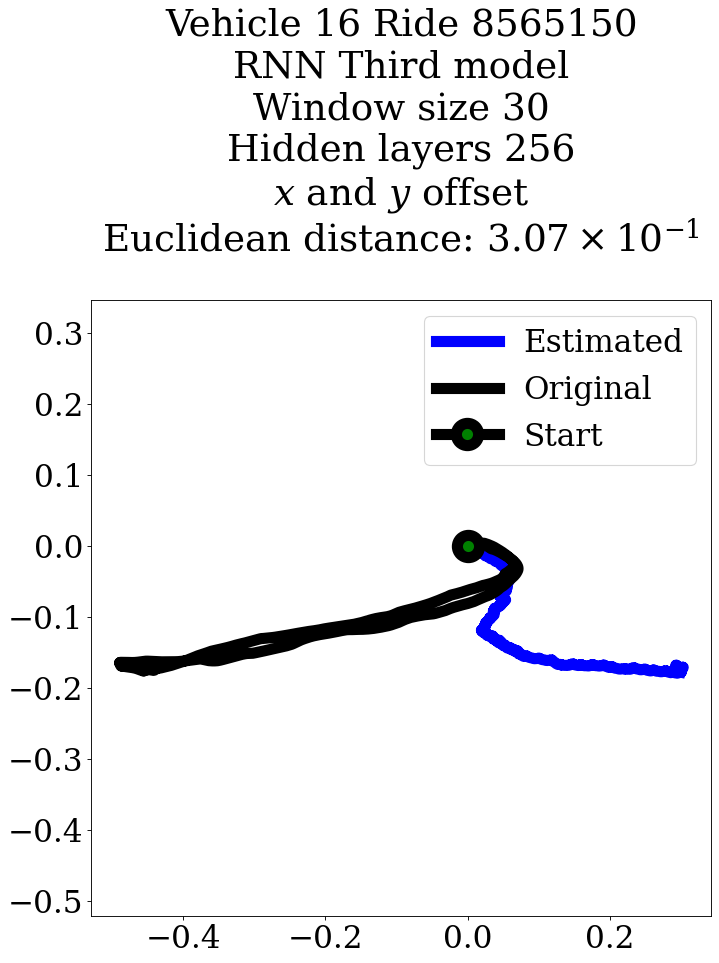 Vehicle 16 Ride 8565150
RNN Third model
Window size 30
Hidden layers 256
x and y offset
Euclidean distance: 3.07 × 10⁻¹
Estimated
Original
Start
0.3
0.2
0.1
0.0
−0.1
−0.2
−0.3
−0.4
−0.5
−0.4 −0.2 0.0 0.2